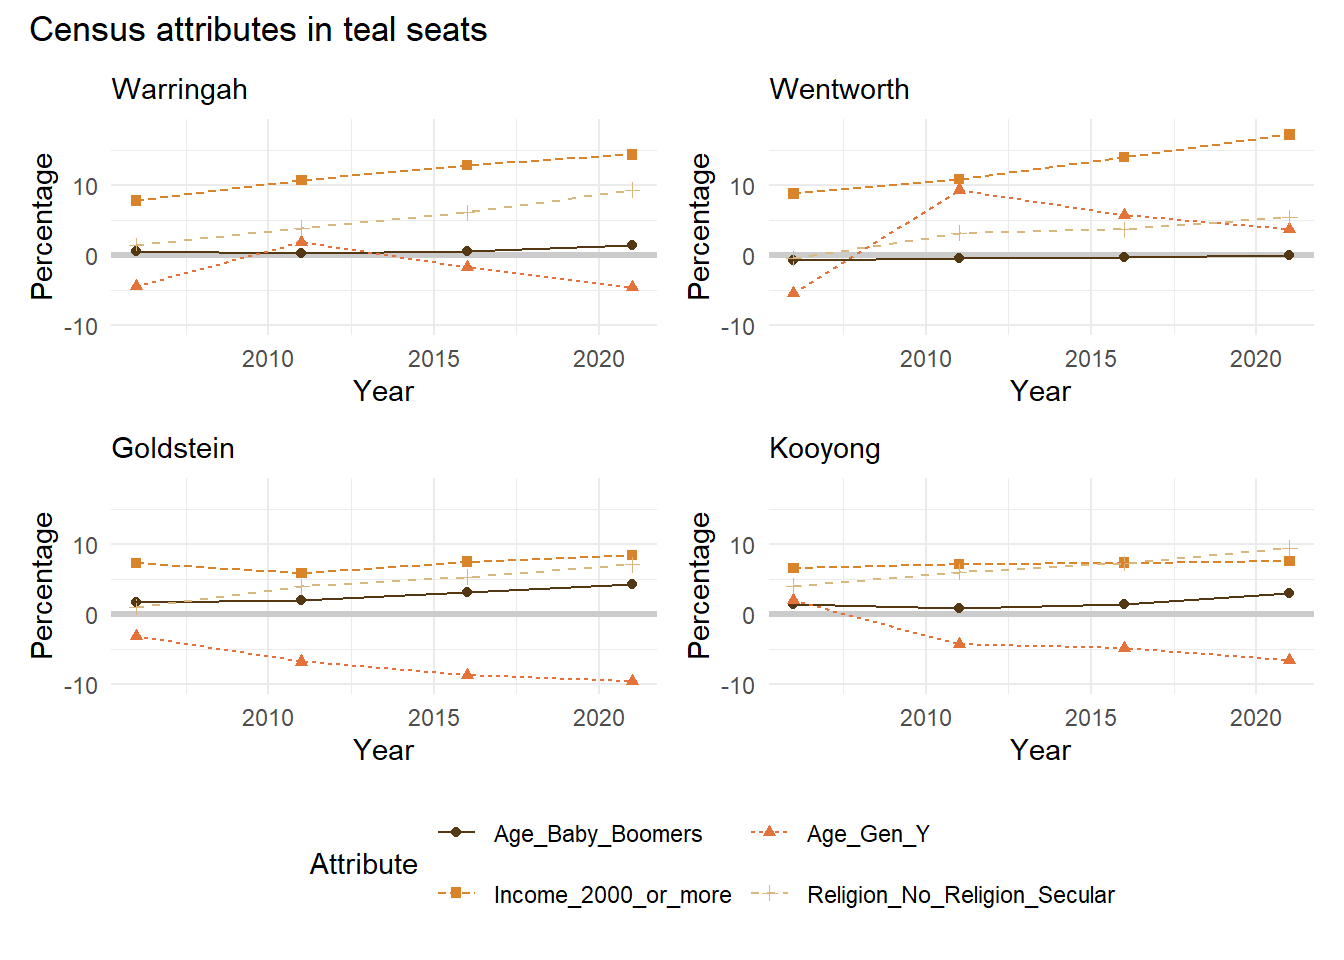 Census attributes in teal seats
Warringah
Percentage
10
0
-10
2010 2015 2020
Year
Wentworth
Percentage
10
0
-10
2010 2015 2020
Year
Goldstein
Percentage
10
0
-10
2010 2015 2020
Year
Kooyong
Percentage
10
0
-10
2010 2015 2020
Year
Attribute
Age_Baby_Boomers
Age_Gen_Y
Income_2000_or_more
Religion_No_Religion_Secular